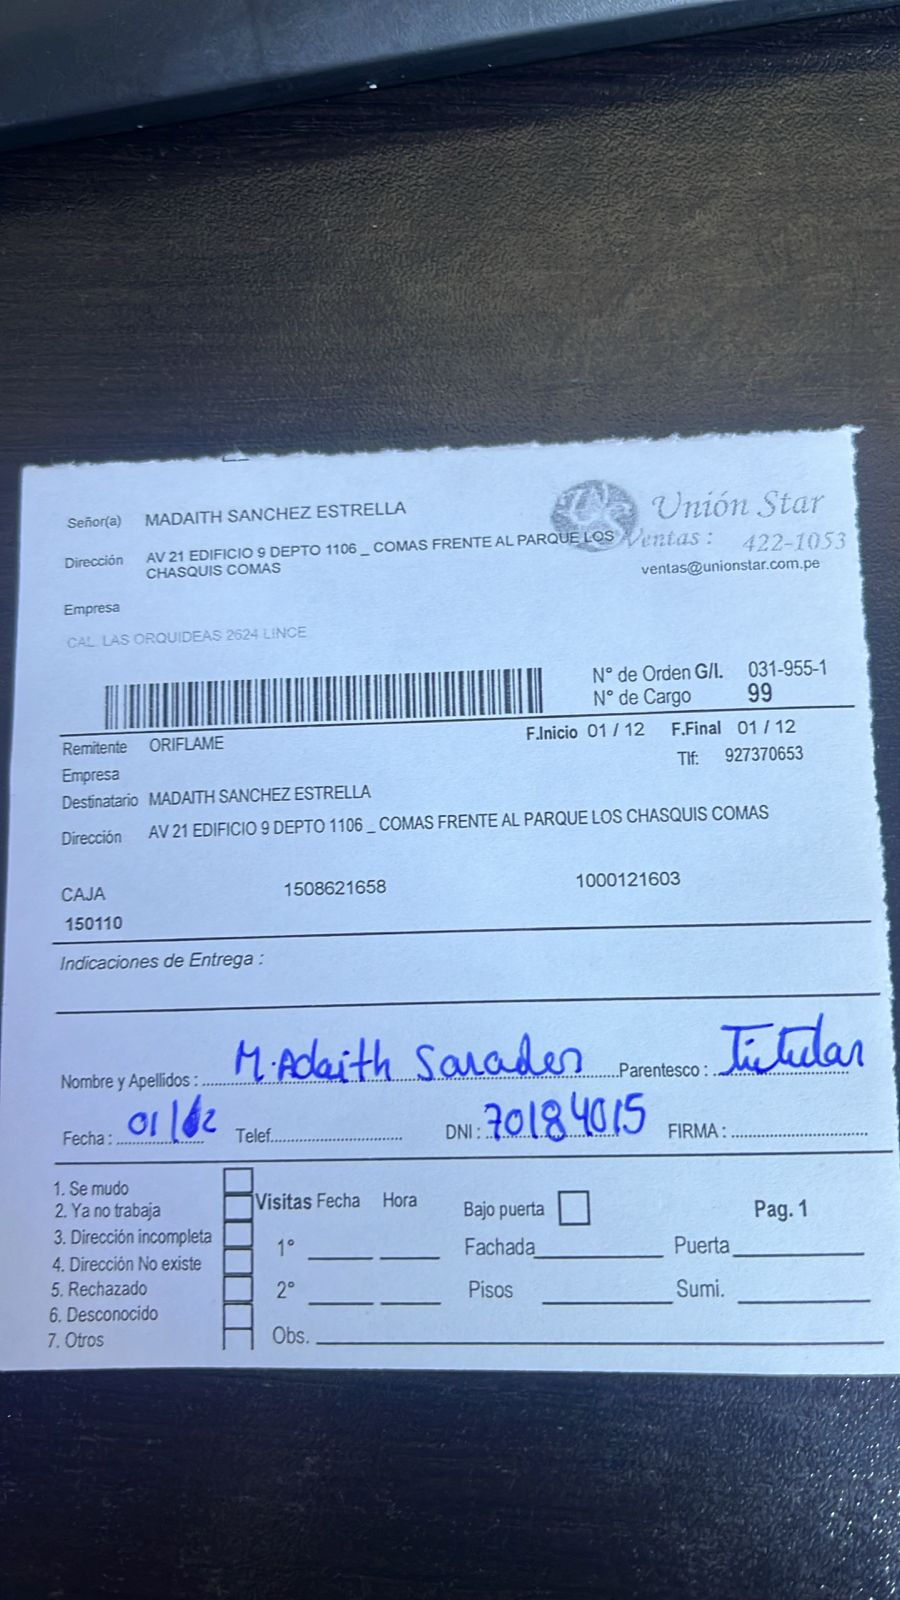 Señor(a) MADAITH SANCHEZ ESTRELLA
Unión Star
Dirección AV 21 EDIFICIO 9 DEPTO 1106 _ COMAS FRENTE AL PARQUE LOS
CHASQUIS COMAS
Ventas : 422-1053
ventas@unionstar.com.pe
Empresa
CAL. LAS ORQUIDEAS 2624 LINCE
N° de Orden G/I. 031-955-1
N° de Cargo 99
Remitente ORIFLAME
F.Inicio 01 / 12 F.Final 01 / 12
Empresa
Tlf: 927370653
Destinatario MADAITH SANCHEZ ESTRELLA
Dirección AV 21 EDIFICIO 9 DEPTO 1106 _ COMAS FRENTE AL PARQUE LOS CHASQUIS COMAS
CAJA 1508621658 1000121603
150110
Indicaciones de Entrega :
Nombre y Apellidos : M. Adaith Parentesco : Titular
Fecha : 01/12 Telef. DNI : 70184015 FIRMA :
1. Se mudo
2. Ya no trabaja
3. Dirección incompleta
4. Dirección No existe
5. Rechazado
6. Desconocido
7. Otros
Visitas Fecha Hora
1°
2°
Obs.
Bajo puerta
Pag. 1
Fachada Puerta
Pisos Sumi.